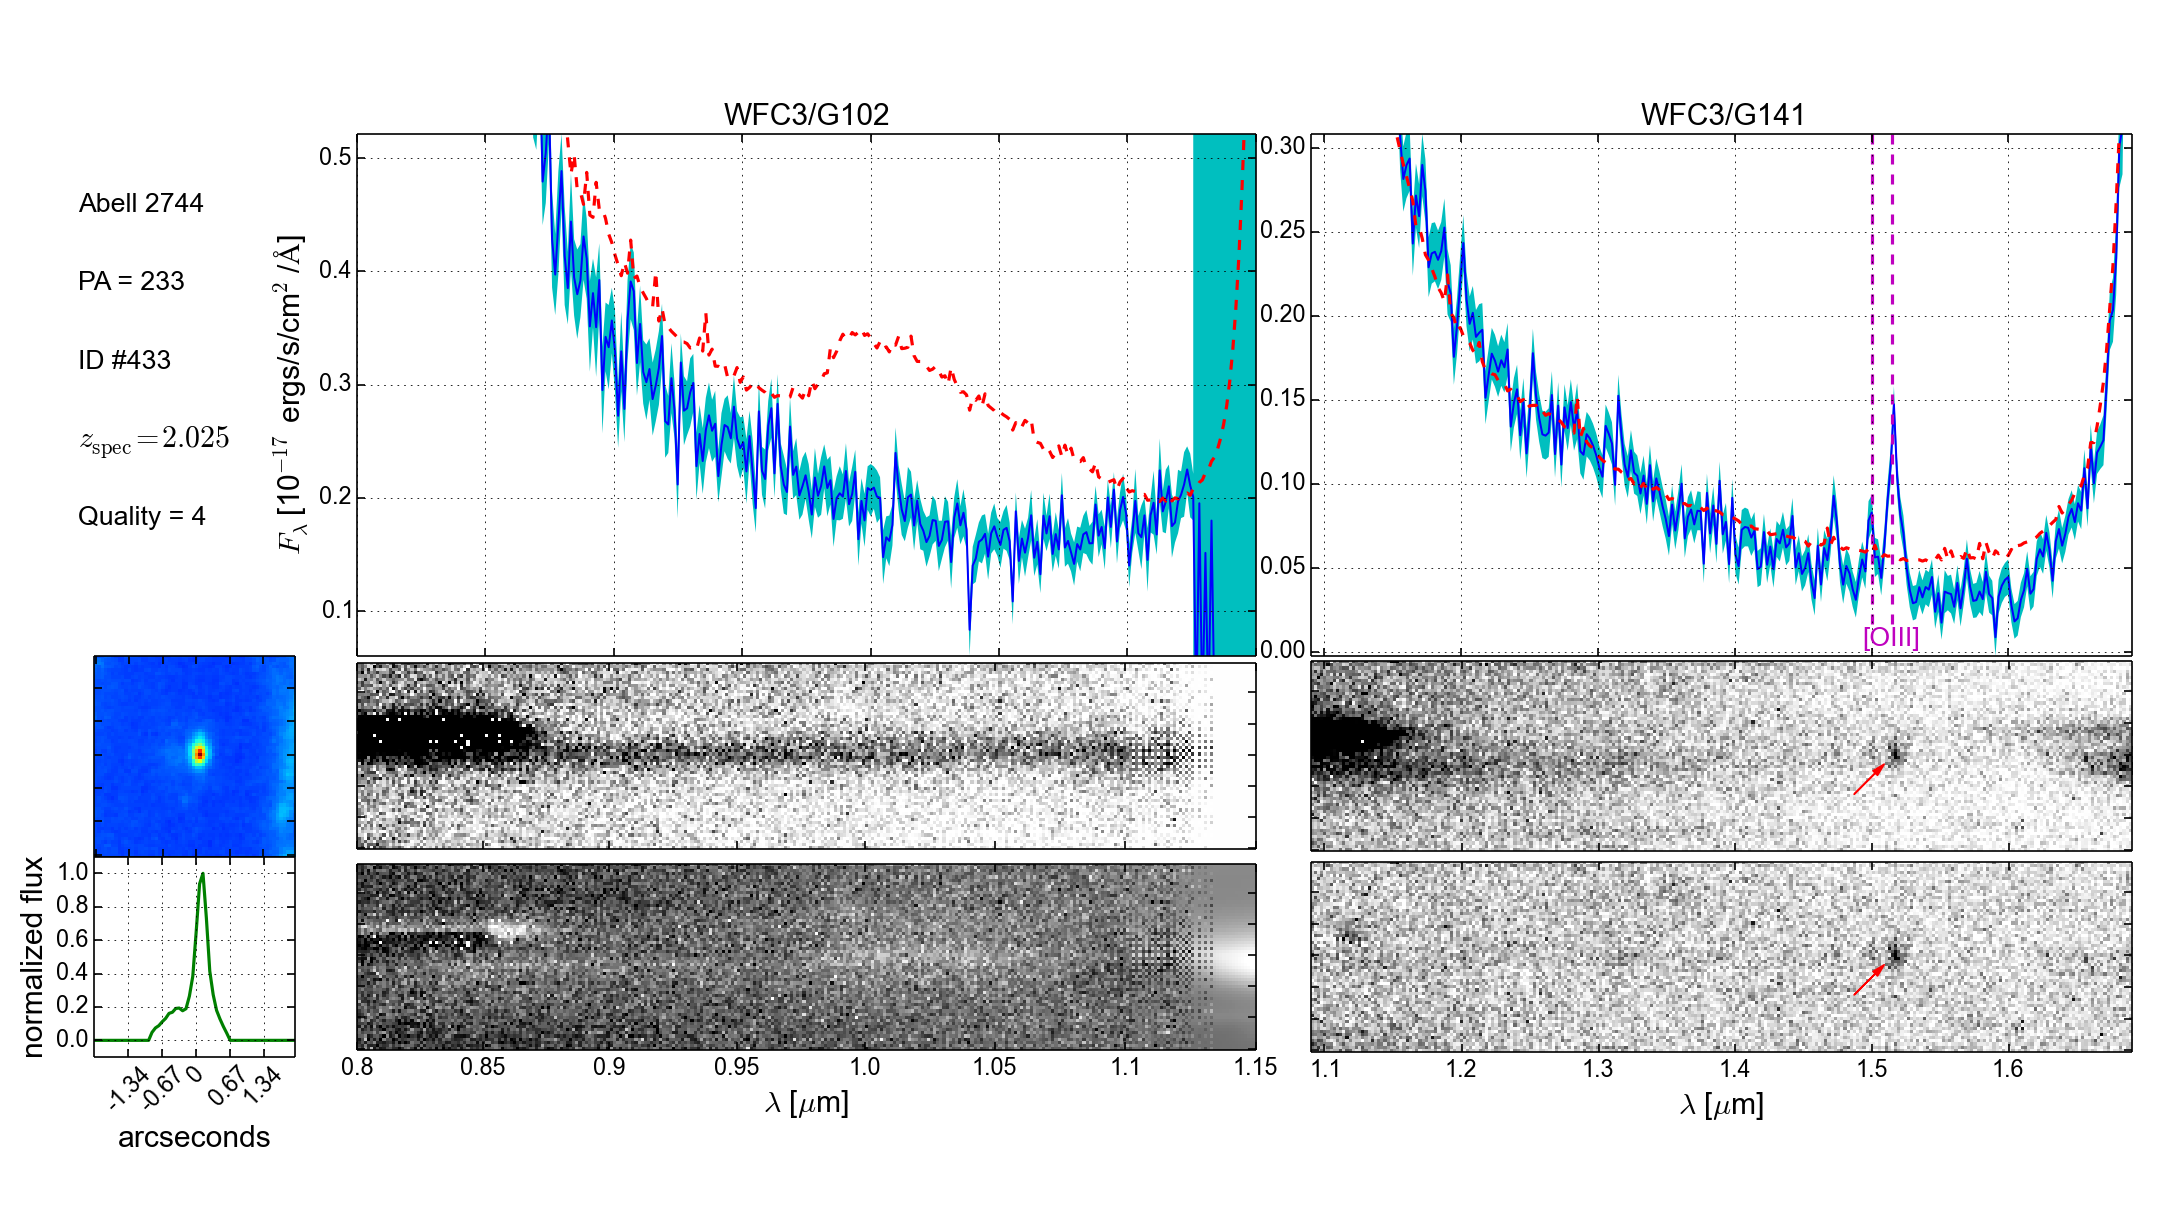 WFC3/G102
WFC3/G141
Abell 2744
PA = 233
ID #433
z_spec = 2.025
Quality = 4
F_λ [10^-17 ergs/s/cm^2 /Å]
0.5
0.4
0.3
0.2
0.1
0.30
0.25
0.20
0.15
0.10
0.05
0.00
[OIII]
normalized flux
1.0
0.8
0.6
0.4
0.2
0.0
-1.34 -0.67 0 0.67 1.34
arcseconds
0.8 0.85 0.9 0.95 1.0 1.05 1.1 1.15
λ [μm]
1.1 1.2 1.3 1.4 1.5 1.6
λ [μm]